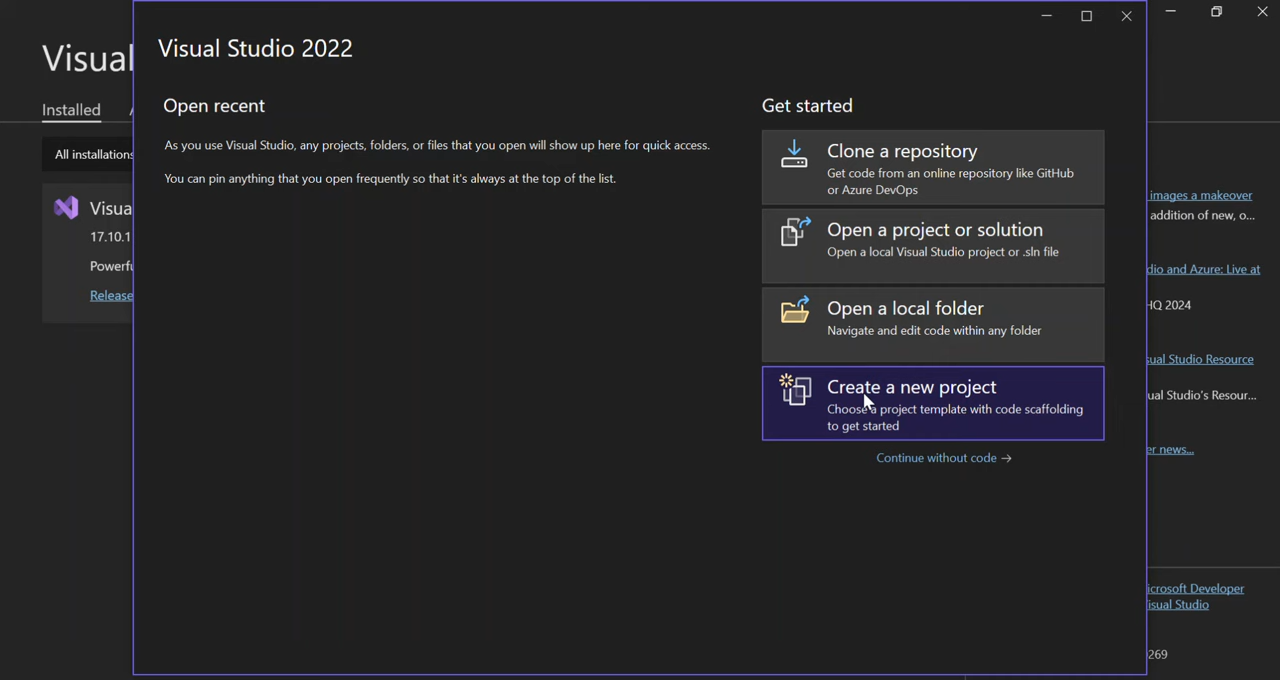 Visual
Installed
All installations
Visua
17.10.1
Powerfu
Release
Visual Studio 2022
Open recent
As you use Visual Studio, any projects, folders, or files that you open will show up here for quick access.
You can pin anything that you open frequently so that it's always at the top of the list.
Get started
Clone a repository
Get code from an online repository like GitHub
or Azure DevOps
Open a project or solution
Open a local Visual Studio project or .sln file
Open a local folder
Navigate and edit code within any folder
Create a new project
Choose a project template with code scaffolding
to get started
Continue without code →
images a makeover
addition of new, o...
dio and Azure: Live at
HQ 2024
sual Studio Resource
ual Studio's Resour...
er news...
icrosoft Developer
isual Studio
269